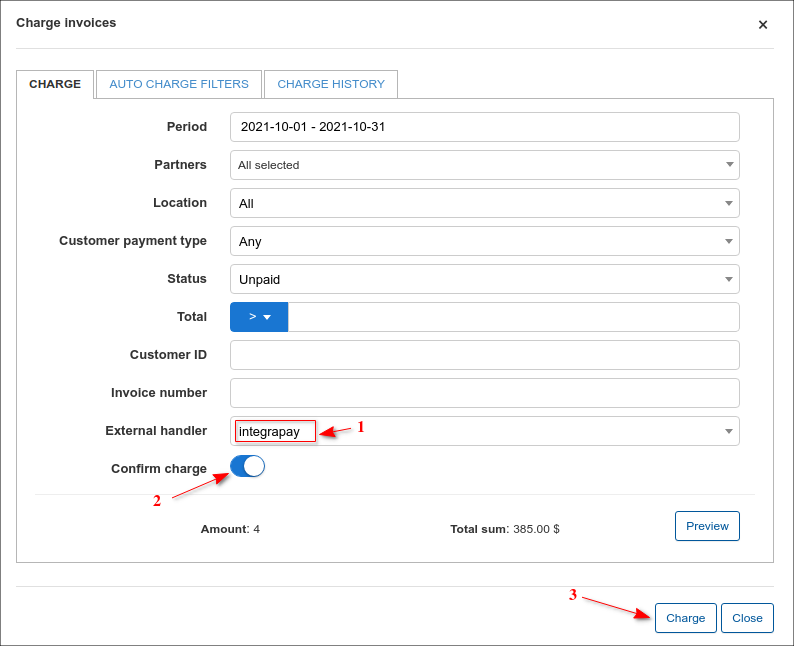 Charge invoices ×
CHARGE AUTO CHARGE FILTERS CHARGE HISTORY
Period 2021-10-01 - 2021-10-31
Partners All selected
Location All
Customer payment type Any
Status Unpaid
Total >
Customer ID
Invoice number
External handler integrapay 1
Confirm charge
2
Amount: 4 Total sum: 385.00 $ Preview
3
Charge Close